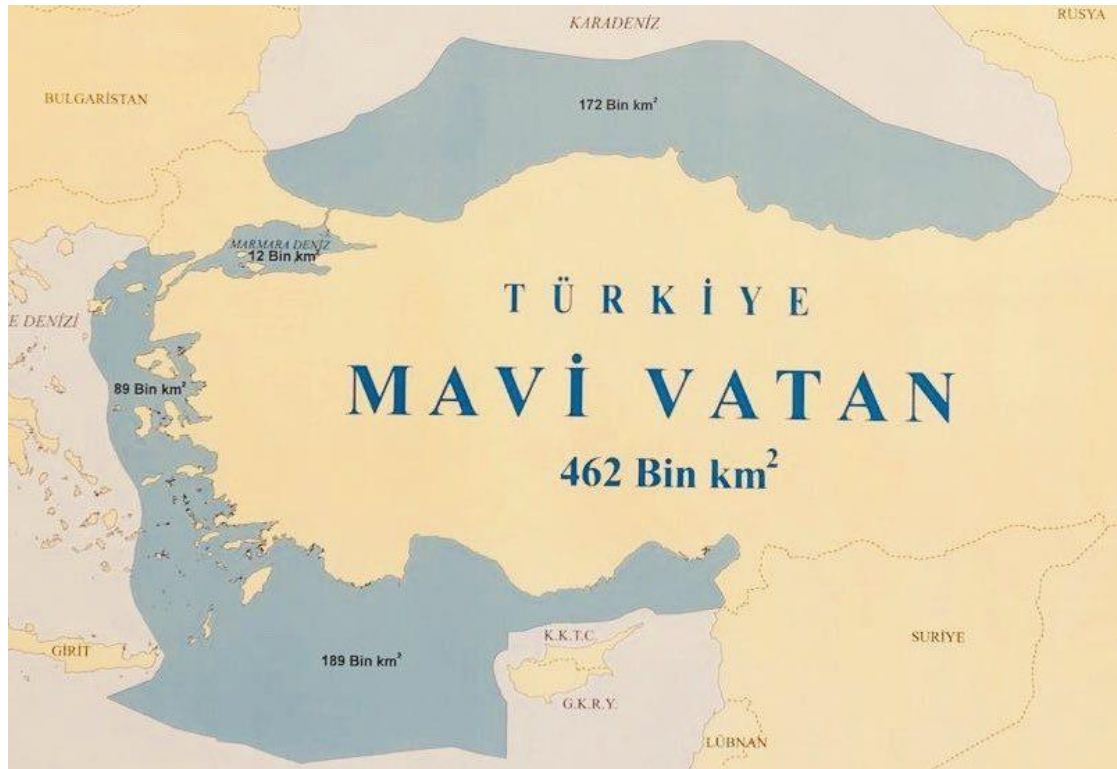 KARADENİZ
RUSYA
BULGARİSTAN
172 Bin km²
MARMARA DENİZ
12 Bin km²
TÜRKİYE
E DENİZİ
MAVİ VATAN
89 Bin km²
462 Bin km²
K.K.T.C.
SURİYE
GİRİT
189 Bin km²
G.K.R.Y.
LÜBNAN